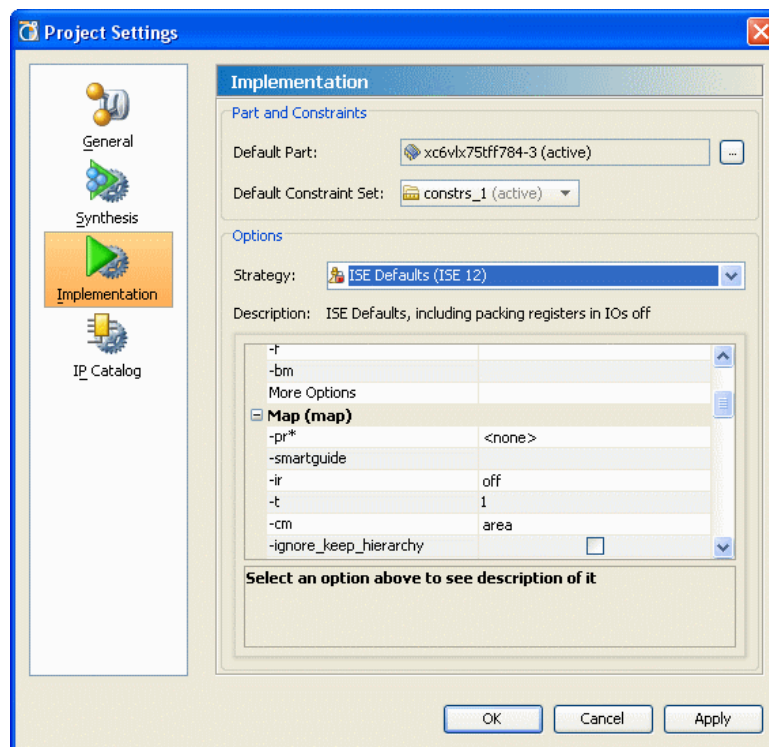 Project Settings
General
Synthesis
Implementation
IP Catalog
Implementation
Part and Constraints
Default Part: xc6vlx75tff784-3 (active)
...
Default Constraint Set: constrs_1 (active)
Options
Strategy: ISE Defaults (ISE 12)
Description: ISE Defaults, including packing registers in IOs off
-bm
More Options
Map (map)
-pr* <none>
-smartguide
-ir off
-t 1
-cm area
-ignore_keep_hierarchy
Select an option above to see description of it
OK Cancel Apply